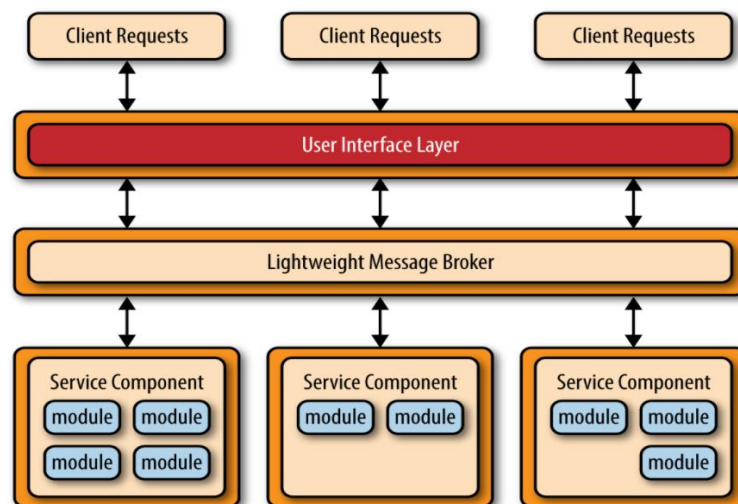 Client Requests
Client Requests
Client Requests
User Interface Layer
Lightweight Message Broker
Service Component
module module
module module
Service Component
module module
Service Component
module module
module